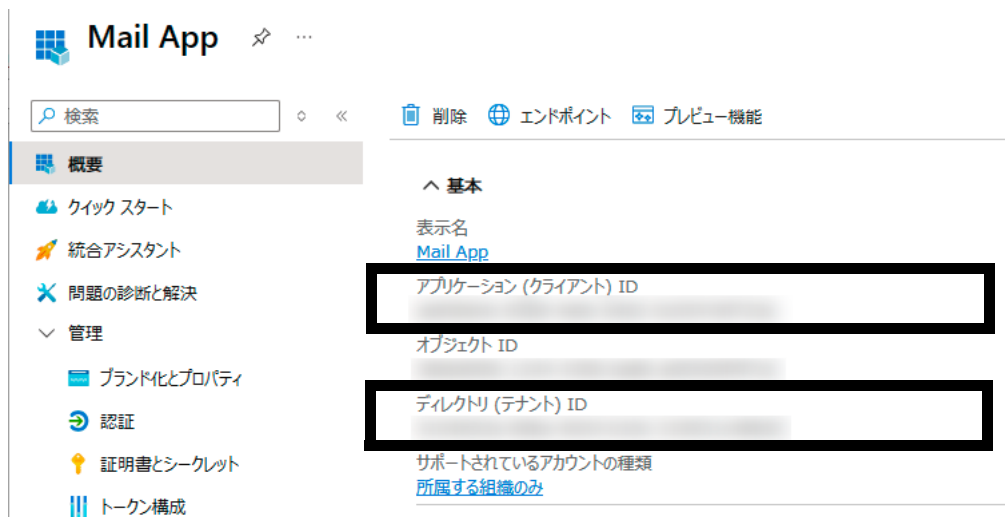 Mail App
検索
概要
クイック スタート
統合アシスタント
問題の診断と解決
管理
ブランド化とプロパティ
認証
証明書とシークレット
トークン構成
削除 エンドポイント プレビュー機能
基本
表示名
Mail App
アプリケーション (クライアント) ID
オブジェクト ID
ディレクトリ (テナント) ID
サポートされているアカウントの種類
所属する組織のみ